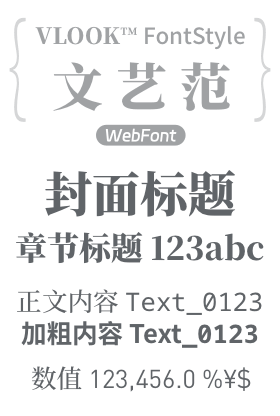 VLOOK™ FontStyle
文艺范
WebFont
封面标题
章节标题 123abc
正文内容 Text_0123
加粗内容 Text_0123
数值 123,456.0 %¥$